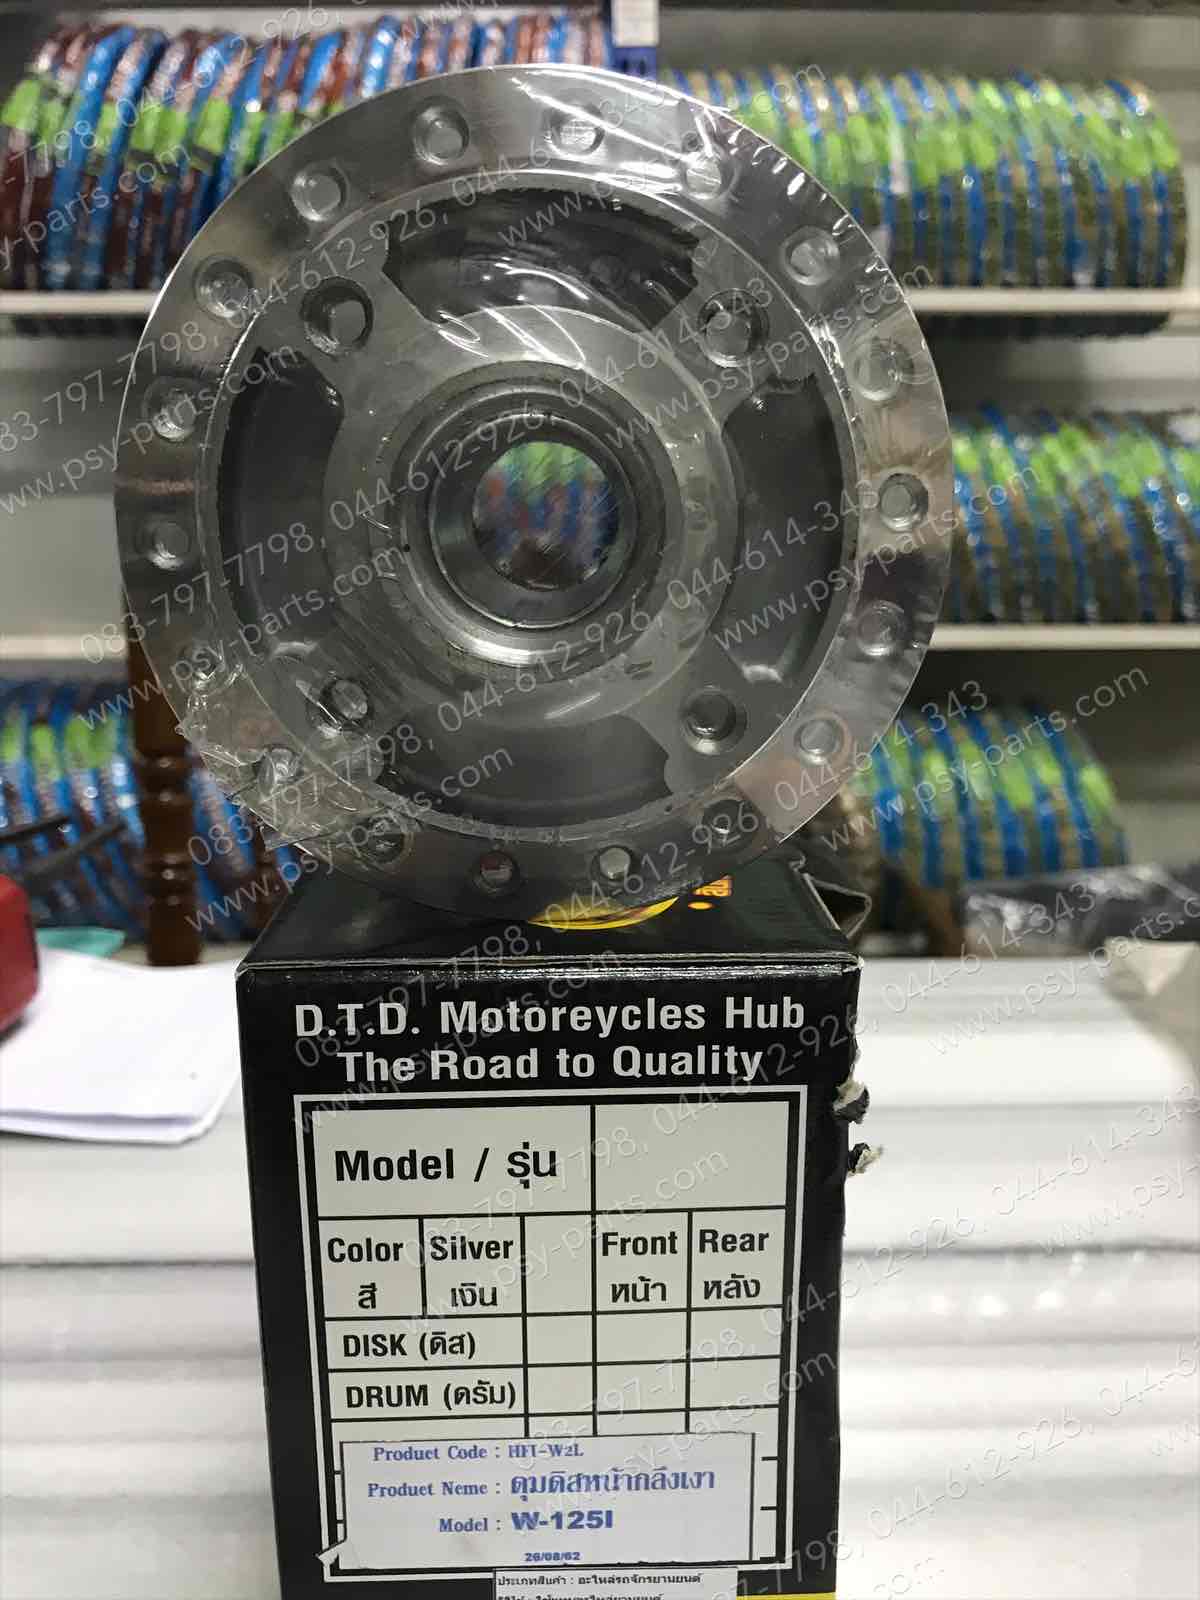 D.T.D. Motoreycles Hub
The Road to Quality
Model / รุ่น
Color Silver Front Rear
สี เงิน หน้า หลัง
DISK (ดิส)
DRUM (ดรัม)
Product Code : HFI-W2L
Product Neme : ดุมดิสหน้ากลึงเงา
Model : W-125I
26/08/62
ประเภทสินค้า : อะไหล่รถจักรยานยนต์
083-797-7798, 044-612-926, 044-614-343
www.psy-parts.com